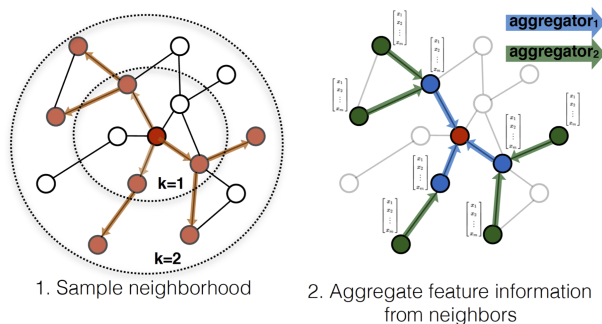 aggregator₁
aggregator₂
k=1
k=2
1. Sample neighborhood
2. Aggregate feature information
from neighbors